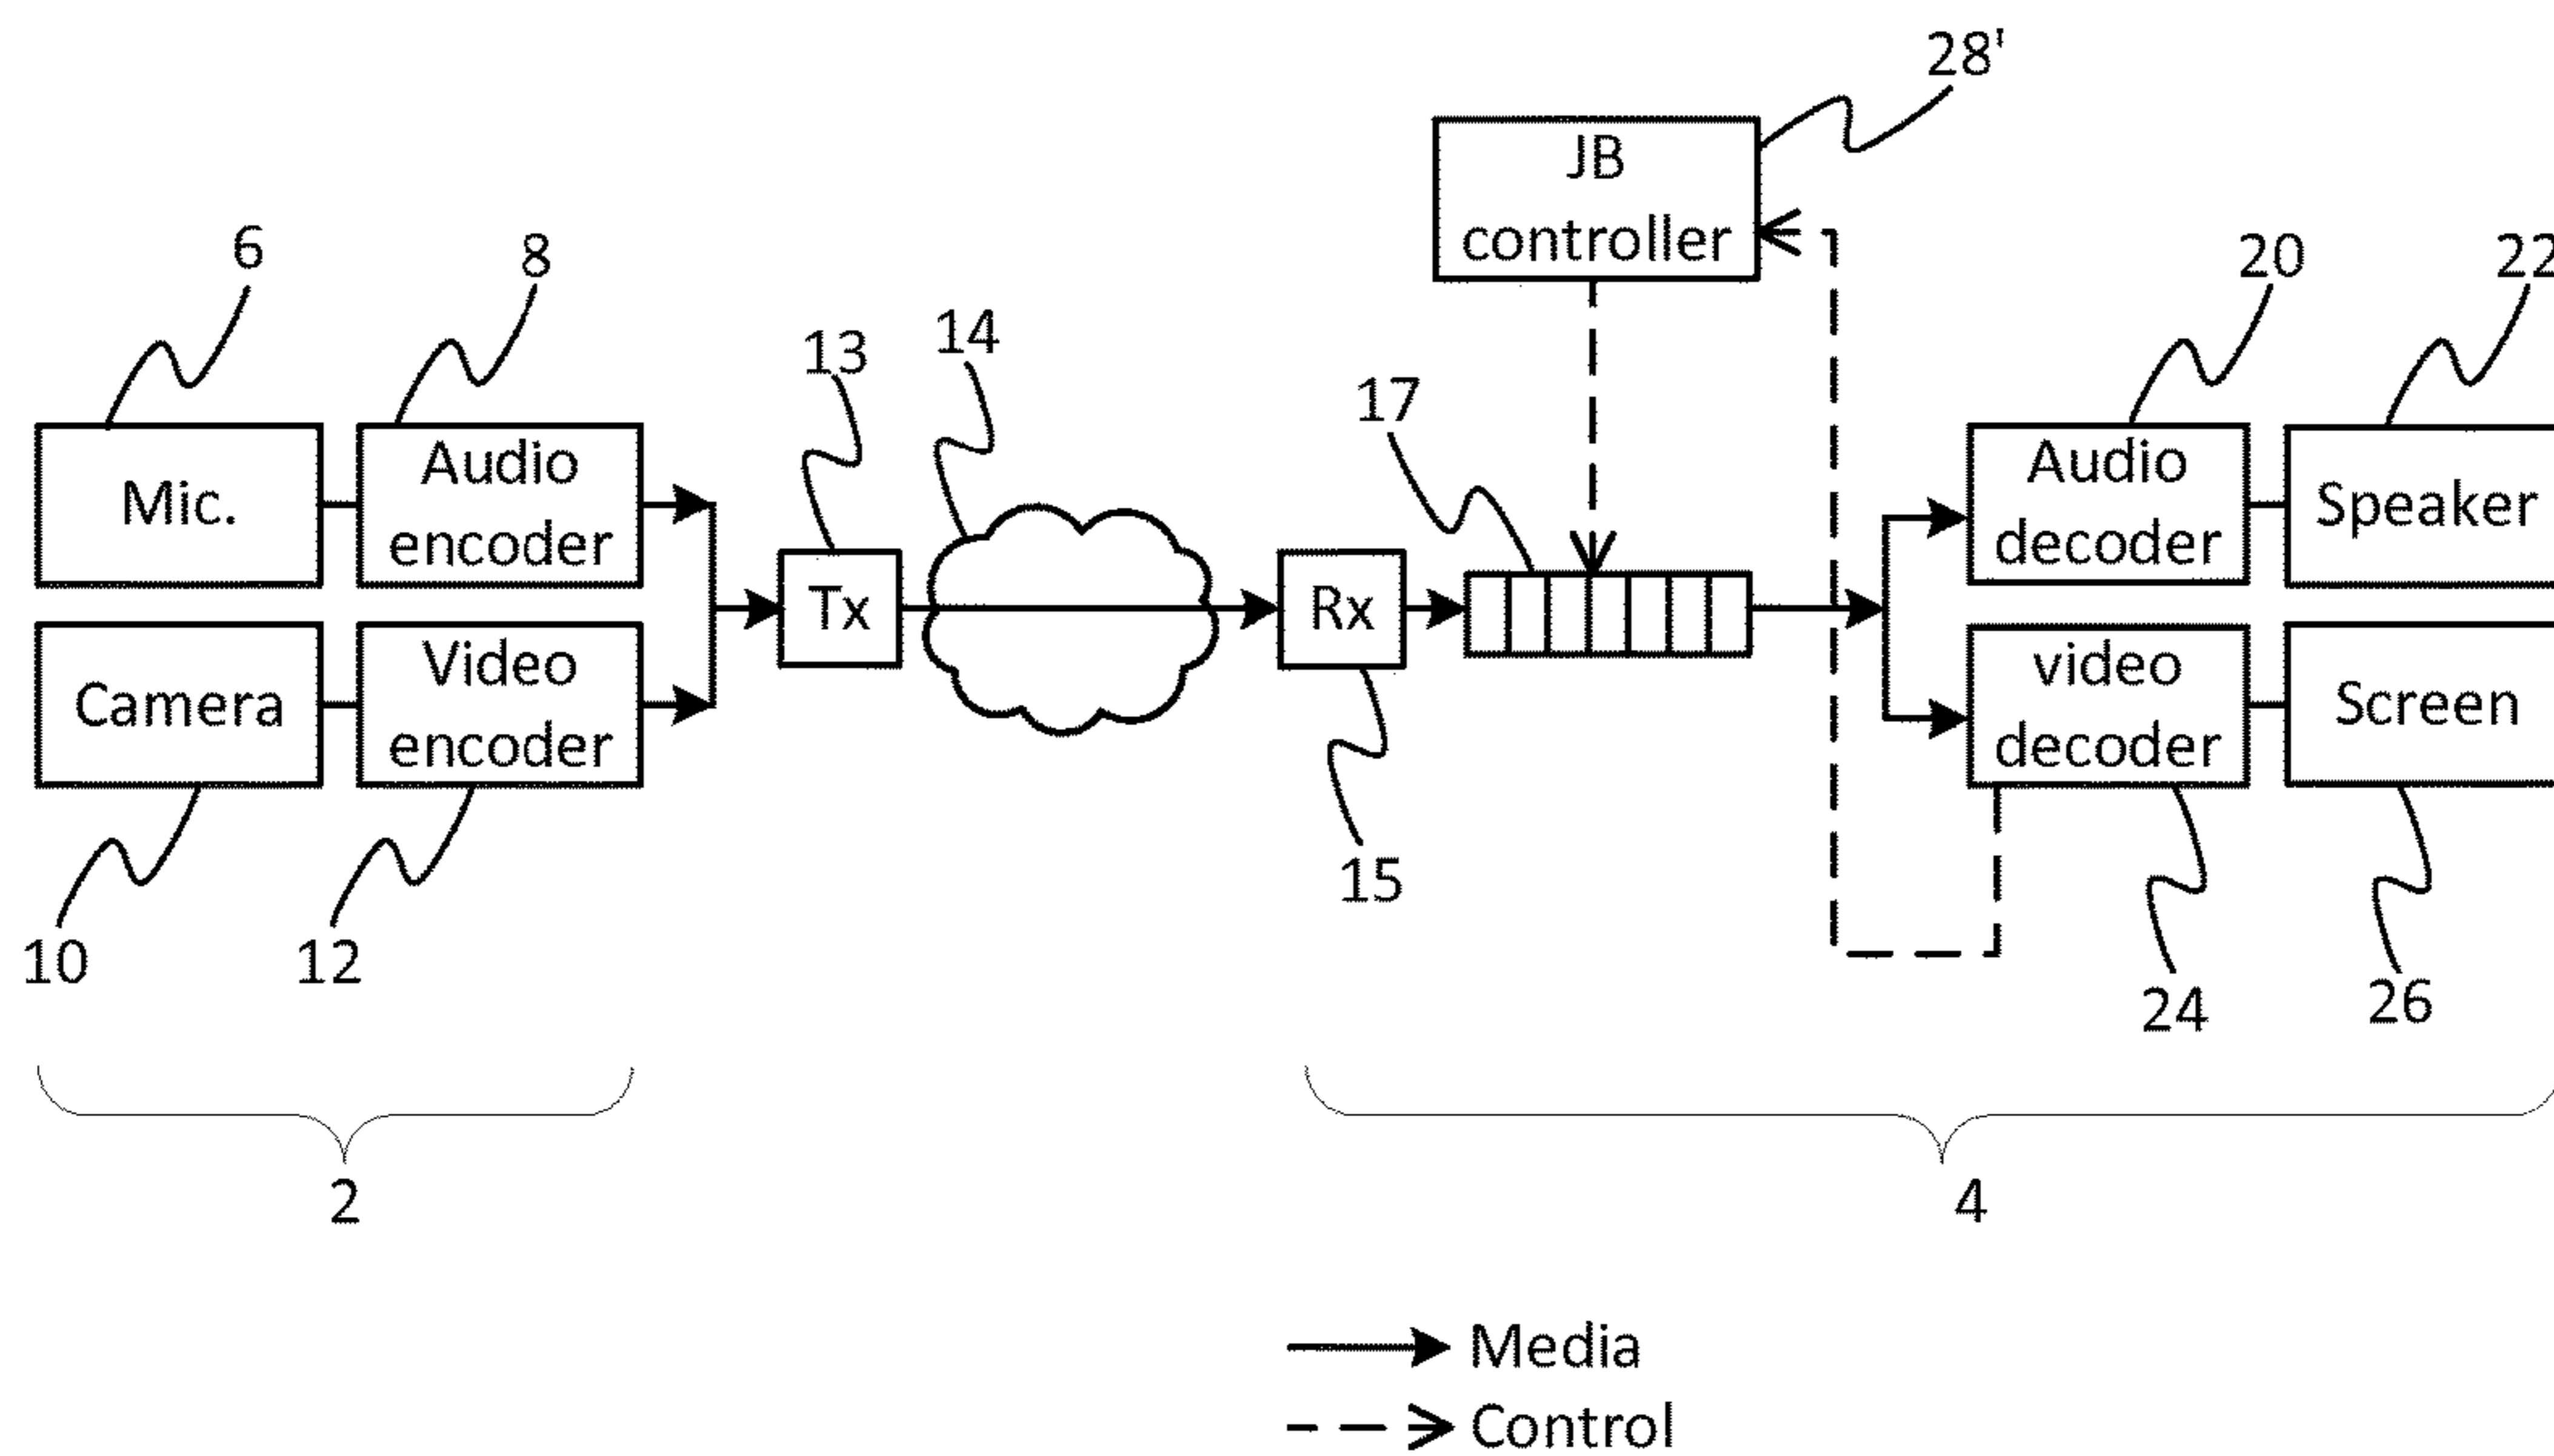 28'
JB
controller
6
8
20
22
13
14
17
Mic.
Audio
encoder
Audio
decoder
Speaker
Tx
Rx
Camera
Video
encoder
video
decoder
Screen
15
10
12
24
26
2
4
Media
Control